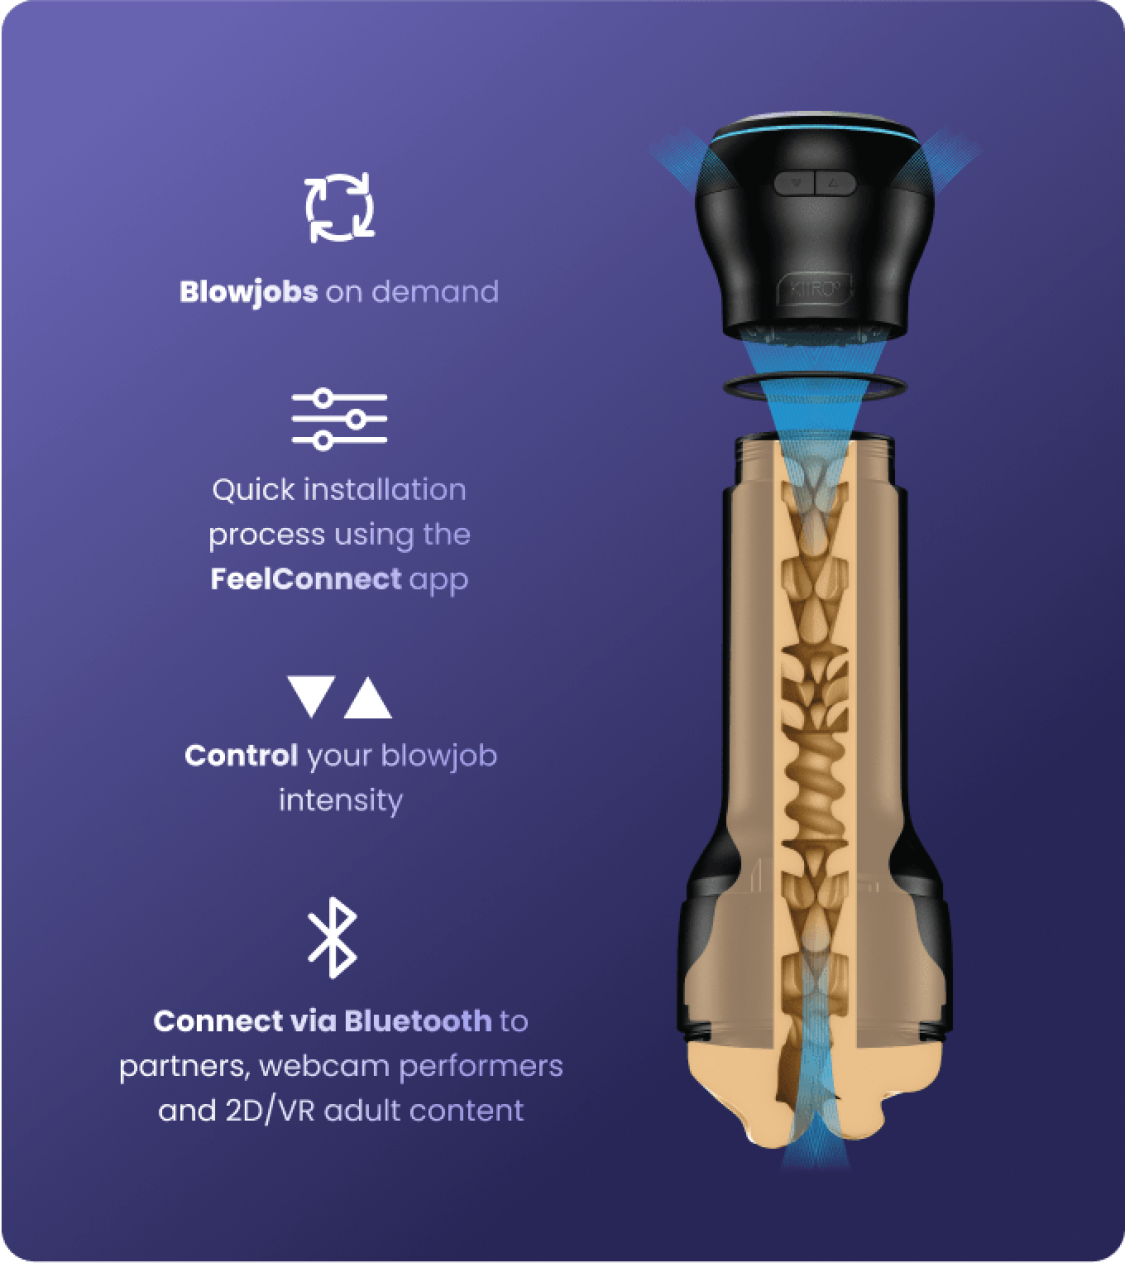 Blowjobs on demand
Quick installation
process using the
FeelConnect app
Control your blowjob
intensity
Connect via Bluetooth to
partners, webcam performers
and 2D/VR adult content
KIIROO